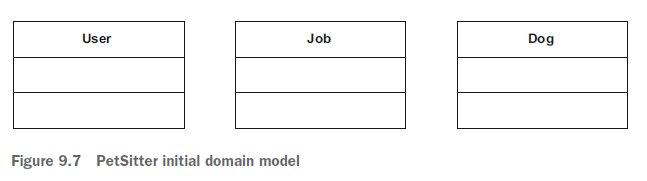 User
Job
Dog
Figure 9.7 PetSitter initial domain model